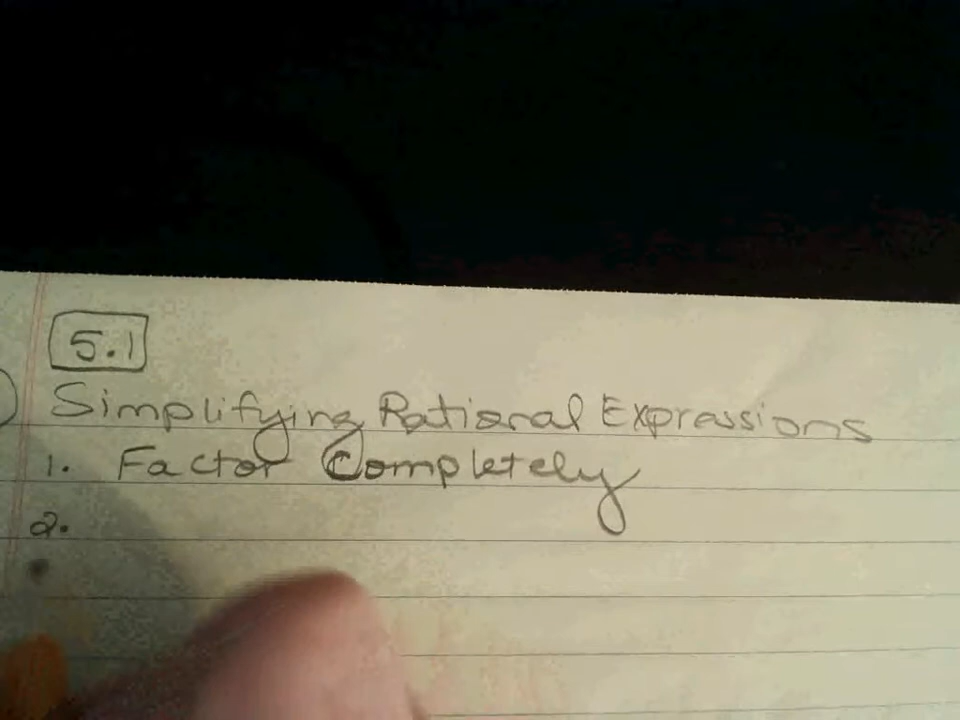 5.1
Simplifying Rational Expressions
1. Factor Completely
2.